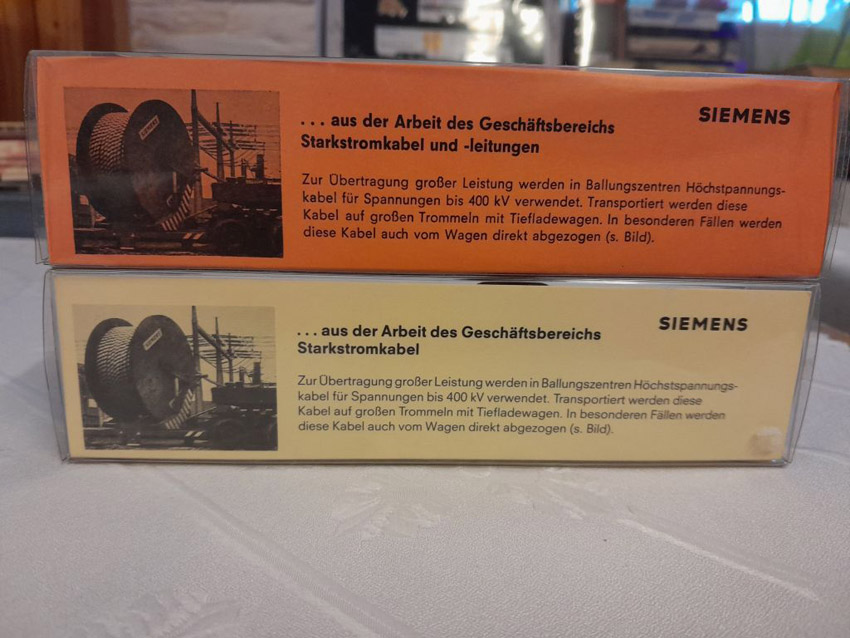 . . . aus der Arbeit des Geschäftsbereichs
Starkstromkabel und -leitungen
SIEMENS
Zur Übertragung großer Leistung werden in Ballungszentren Höchstpannungs-
kabel für Spannungen bis 400 kV verwendet. Transportiert werden diese
Kabel auf großen Trommeln mit Tiefladewagen. In besonderen Fällen werden
diese Kabel auch vom Wagen direkt abgezogen (s. Bild).
. . . aus der Arbeit des Geschäftsbereichs
Starkstromkabel
SIEMENS
Zur Übertragung großer Leistung werden in Ballungszentren Höchstspannungs-
kabel für Spannungen bis 400 kV verwendet. Transportiert werden diese
Kabel auf großen Trommeln mit Tiefladewagen. In besonderen Fällen werden
diese Kabel auch vom Wagen direkt abgezogen (s. Bild).